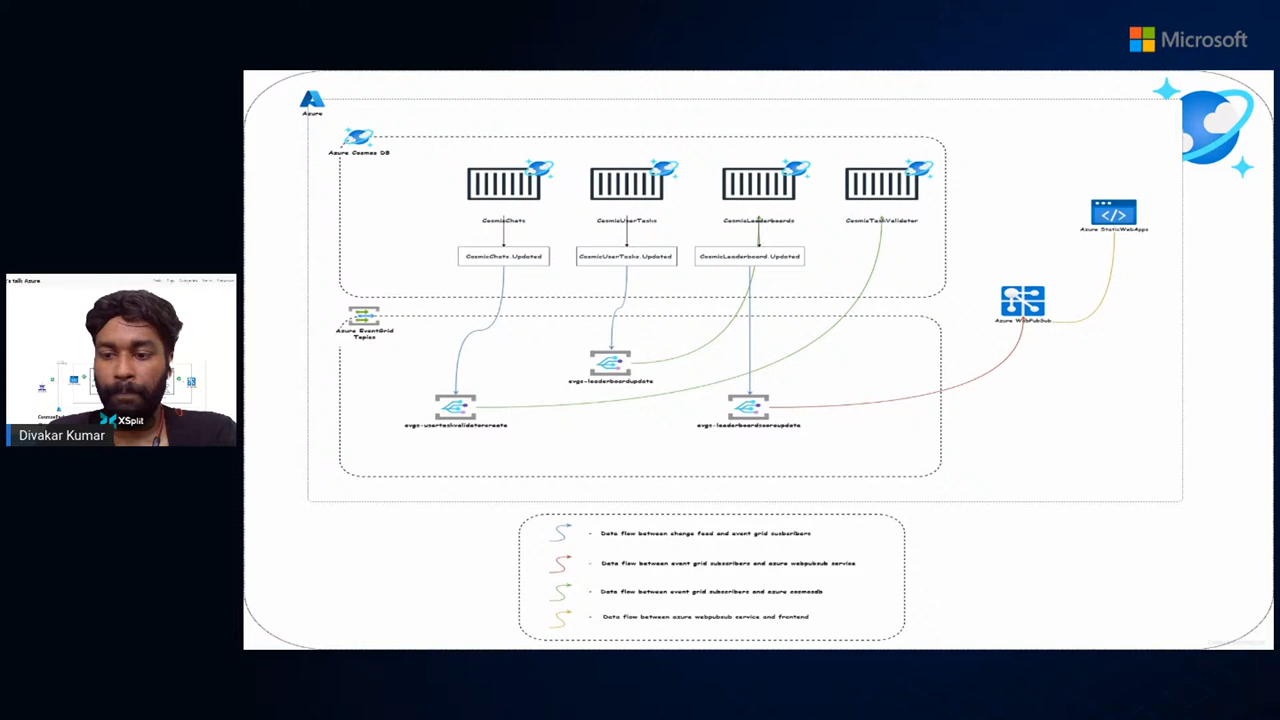 Microsoft
Azure
Azure Cosmos DB
CosmicChats
CosmicUserTasks
CosmicLeaderboards
CosmicTaskValidator
CosmicChats.Updated
CosmicUserTasks.Updated
CosmicLeaderboard.Updated
Azure StaticWebApps
Azure WebPubSub
Azure EventGrid
Topics
evgs-leaderboardupdate
evgs-usertaskvalidatorcreate
evgs-leaderboardscoreupdate
's talk Azure
XSplit
Divakar Kumar
- Data flow between change feed and event grid susbcribers
- Data flow between event grid subscribers and azure webpubsub service
- Data flow between event grid subscribers and azure cosmosdb
- Data flow between azure webpubsub service and frontend